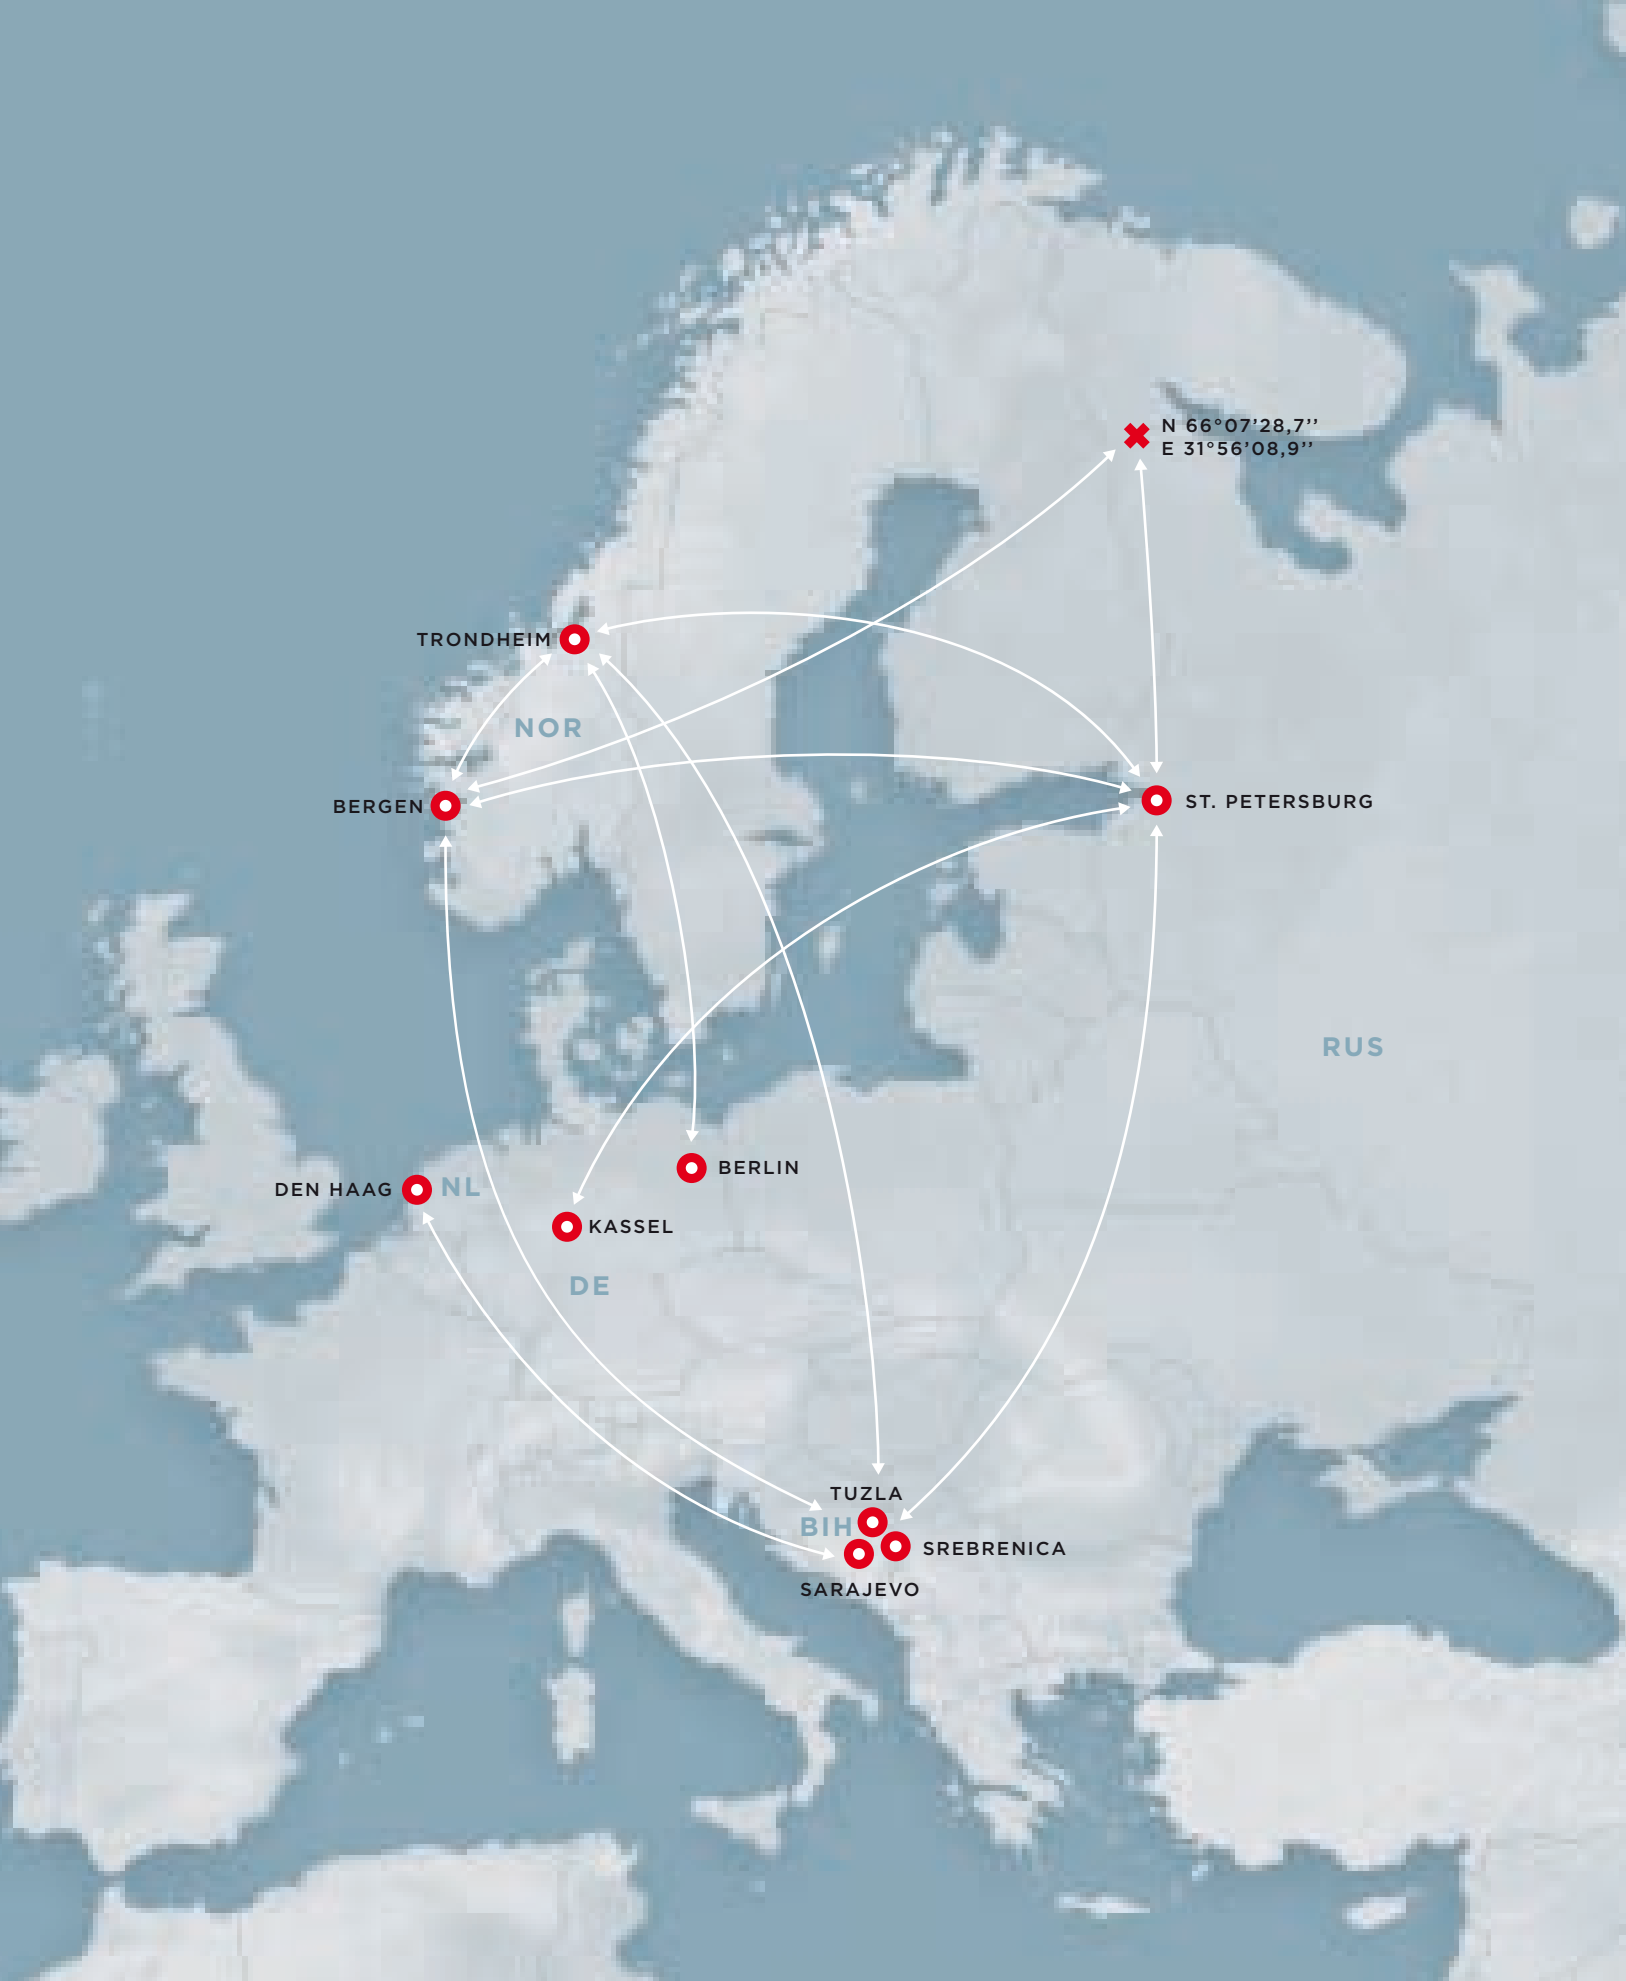 N 66°07’28,7’’
E 31°56’08,9’’
TRONDHEIM
NOR
BERGEN
ST. PETERSBURG
RUS
BERLIN
DEN HAAG
NL
KASSEL
DE
TUZLA
BIH
SREBRENICA
SARAJEVO